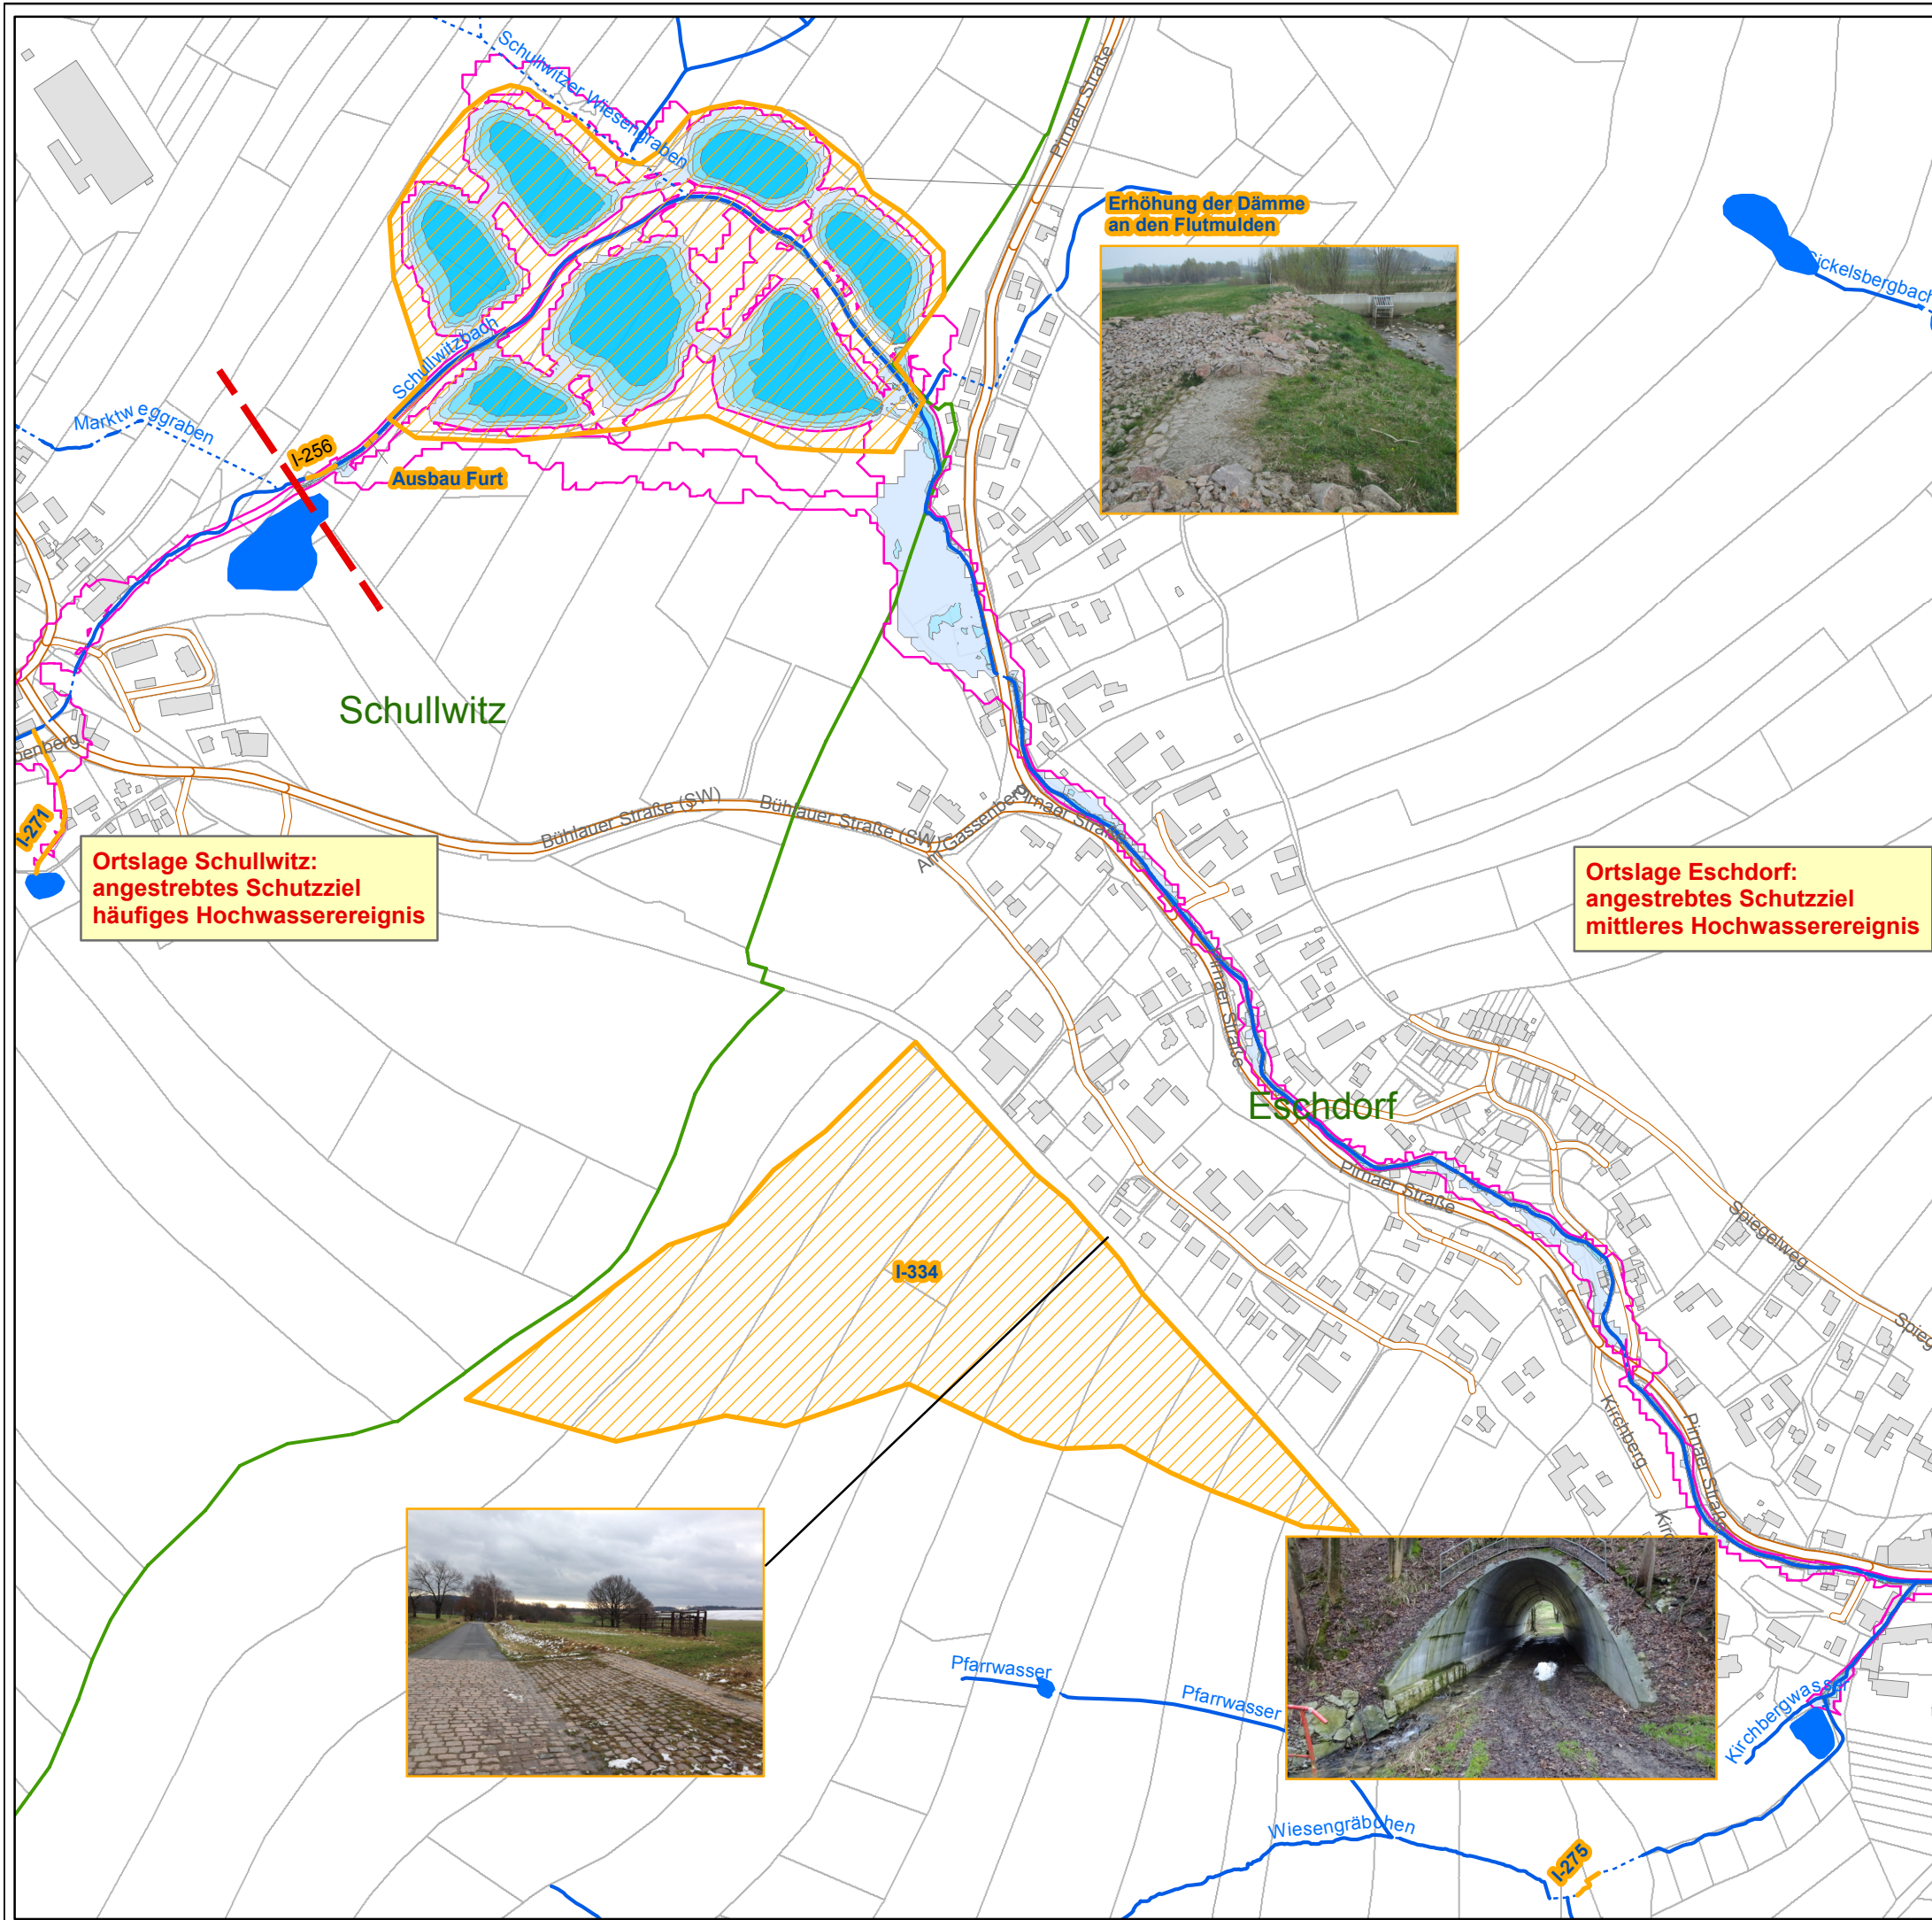 Schullwitzer Wiesengraben
Pirnaer Straße
Erhöhung der Dämme
an den Flutmulden
Schullwitzbach
Marktweggraben
I-256
Ausbau Furt
Schullwitz
I-271
Bühlauer Straße (SW)
Bühlauer Straße (SW)
Am Gassenberg
Pirnaer Straße
Ortslage Schullwitz:
angestrebtes Schutzziel
häufiges Hochwasserereignis
Ortslage Eschdorf:
angestrebtes Schutzziel
mittleres Hochwasserereignis
Pirnaer Straße
Eschdorf
Pirnaer Straße
Spiegelweg
I-334
Kirchberg
Pirnaer Straße
Pfarrwasser
Pfarrwasser
Kirchbergwasser
Wiesengräbchen
I-275